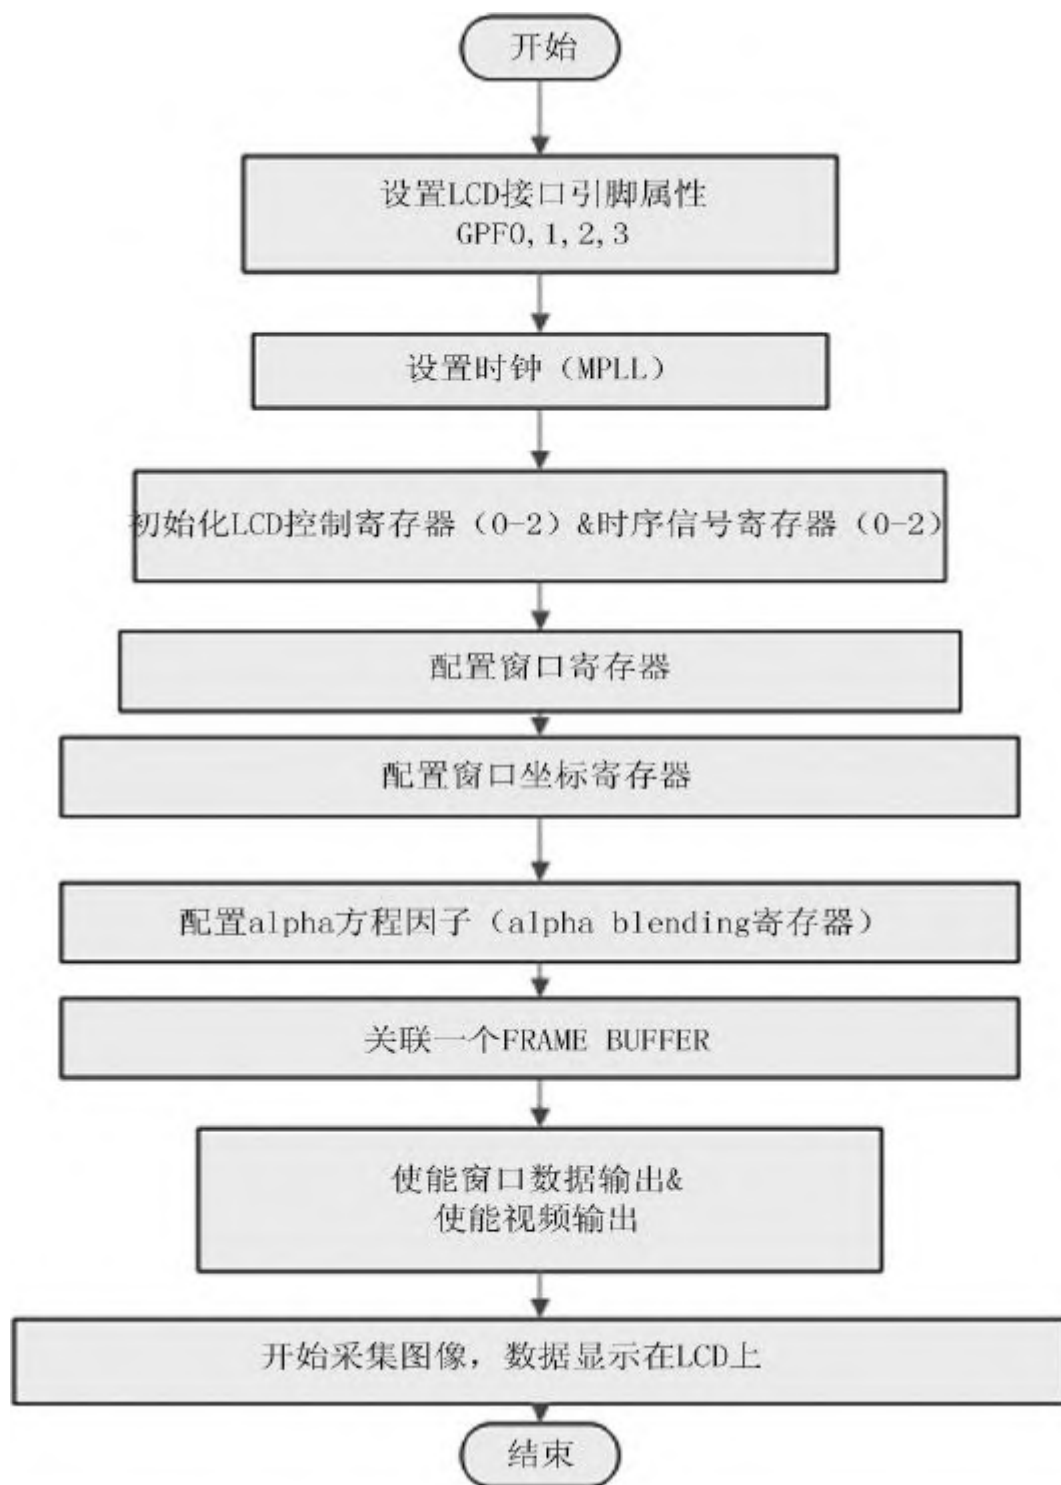 开始
设置LCD接口引脚属性
GPF0,1,2,3
设置时钟（MPLL）
初始化LCD控制寄存器（0-2）&时序信号寄存器（0-2）
配置窗口寄存器
配置窗口坐标寄存器
配置alpha方程因子（alpha blending寄存器）
关联一个FRAME BUFFER
使能窗口数据输出&
使能视频输出
开始采集图像，数据显示在LCD上
结束